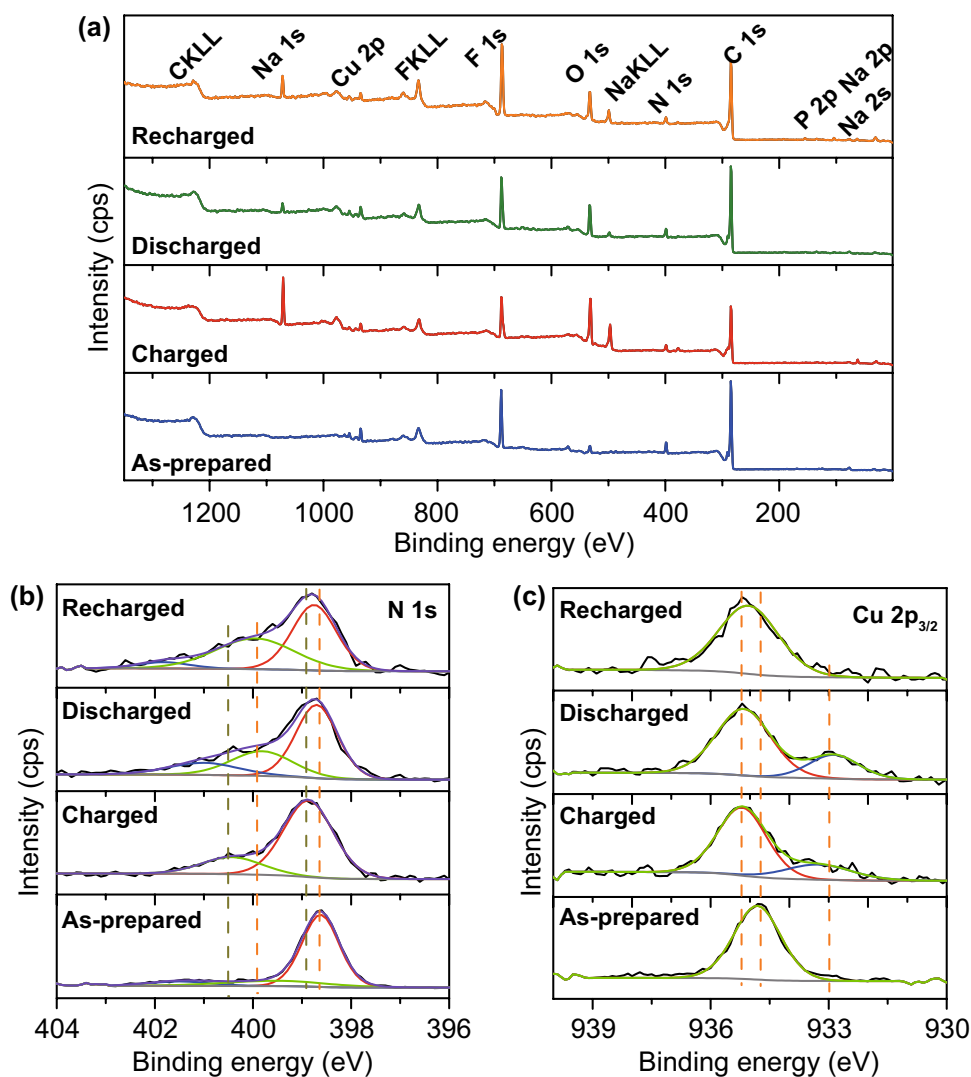 (a)
CKLL Na 1s Cu 2p FKLL F 1s O 1s NaKLL N 1s C 1s P 2p Na 2p Na 2s
Recharged
Discharged
Charged
As-prepared
Intensity (cps)
1200 1000 800 600 400 200
Binding energy (eV)
(b)
Recharged N 1s
Discharged
Charged
As-prepared
Intensity (cps)
404 402 400 398 396
Binding energy (eV)
(c)
Recharged Cu 2p3/2
Discharged
Charged
As-prepared
Intensity (cps)
939 936 933 930
Binding energy (eV)